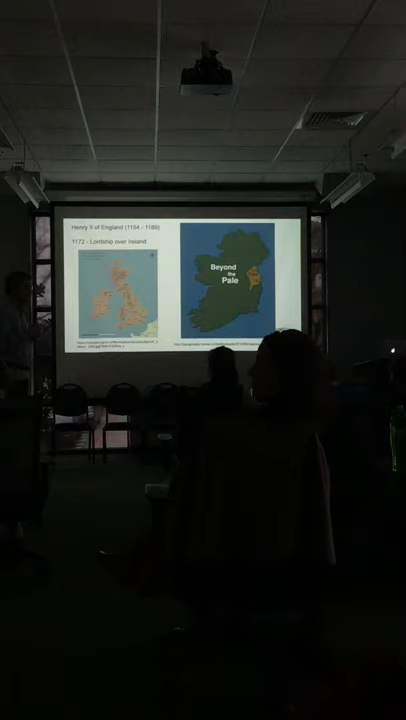 Henry II of England (1154 - 1189)
1172 - Lordship over Ireland
Beyond
the
Pale